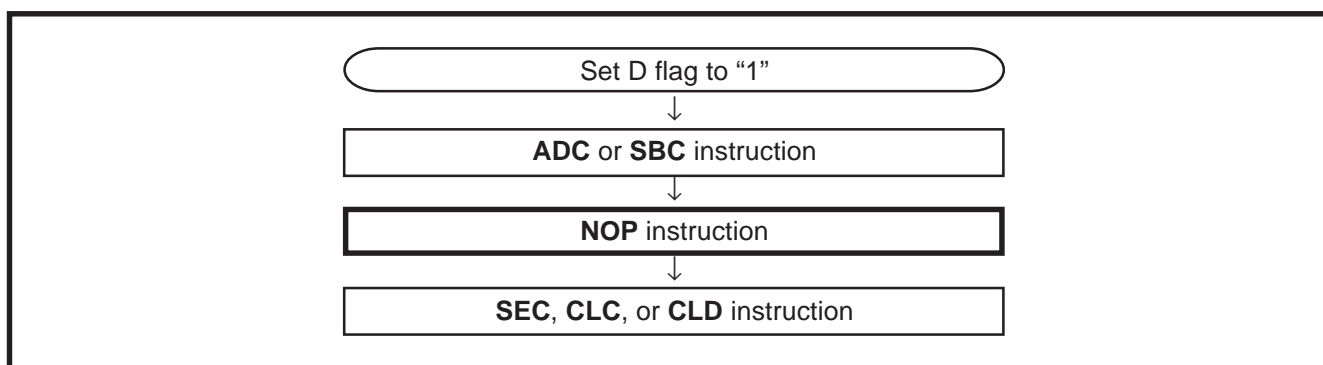 Set D flag to “1”
ADC or SBC instruction
NOP instruction
SEC, CLC, or CLD instruction